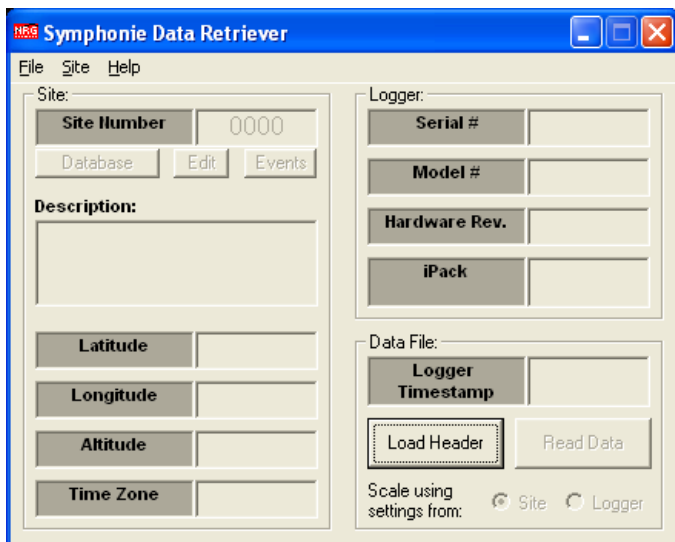 NRG Symphonie Data Retriever
File Site Help
Site:
Site Number 0000
Database Edit Events
Description:
Latitude
Longitude
Altitude
Time Zone
Logger:
Serial #
Model #
Hardware Rev.
iPack
Data File:
Logger
Timestamp
Load Header Read Data
Scale using
settings from: Site Logger